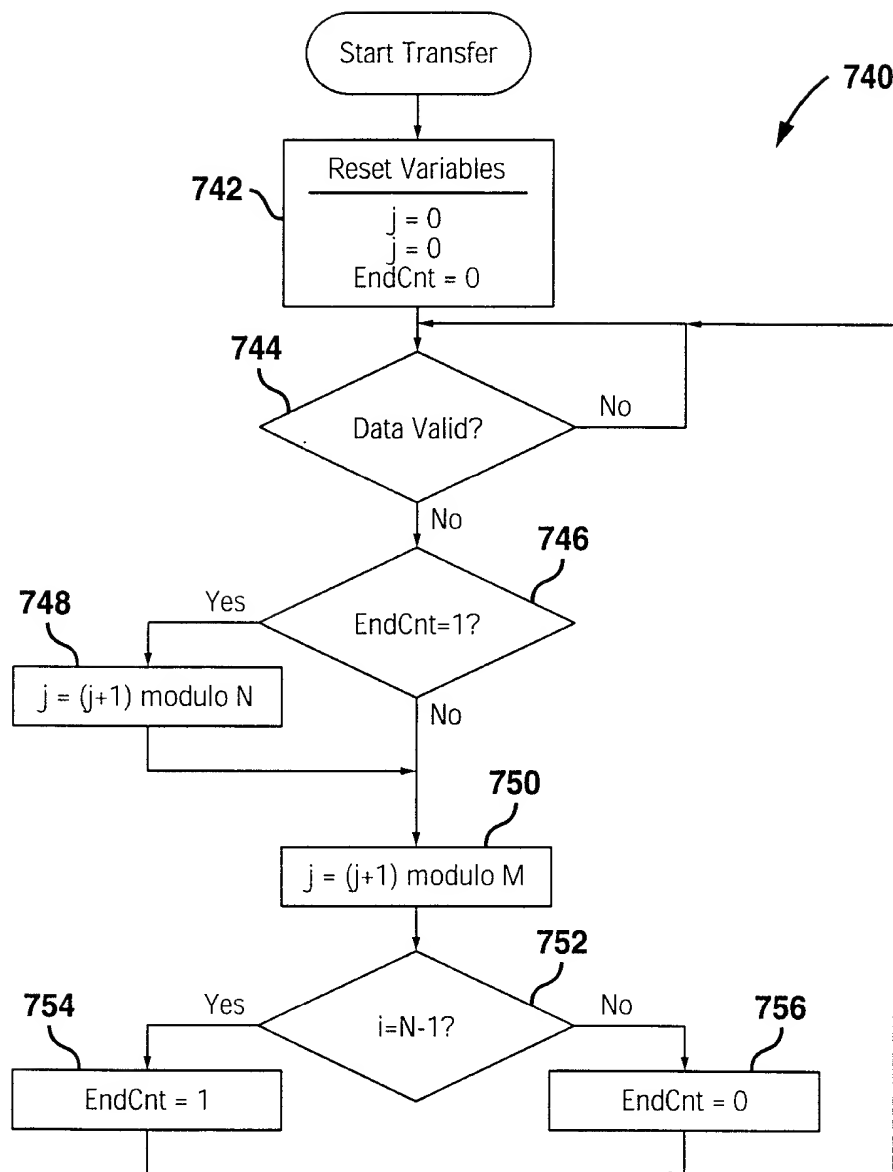 Start Transfer
740
Reset Variables
742
j = 0
j = 0
EndCnt = 0
744
Data Valid?
No
No
746
748
Yes
EndCnt=1?
j = (j+1) modulo N
No
750
j = (j+1) modulo M
752
754
Yes
i=N-1?
No
756
EndCnt = 1
EndCnt = 0